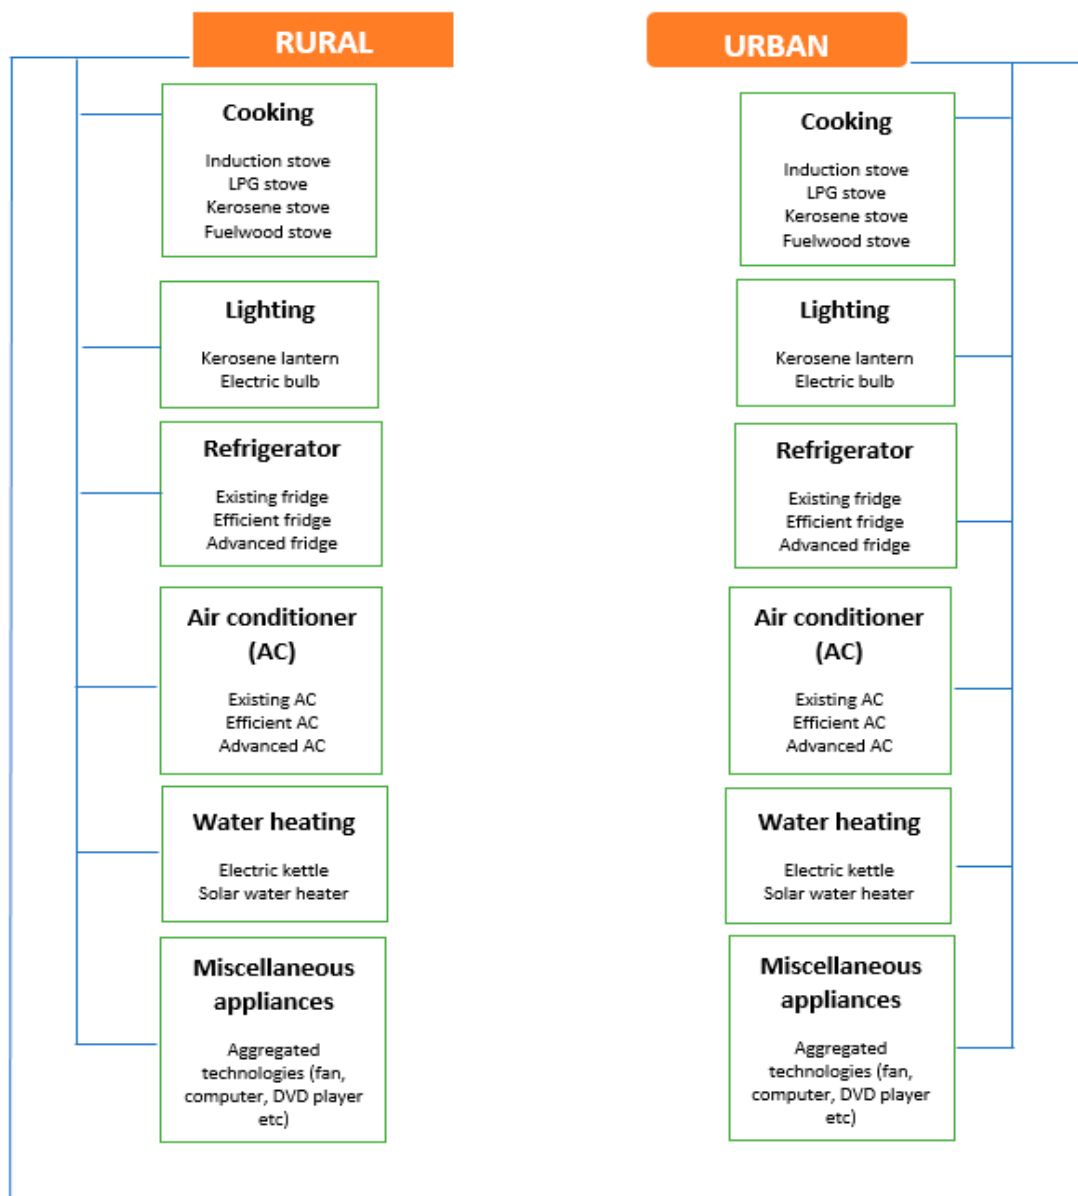 RURAL
Cooking
Induction stove
LPG stove
Kerosene stove
Fuelwood stove
Lighting
Kerosene lantern
Electric bulb
Refrigerator
Existing fridge
Efficient fridge
Advanced fridge
Air conditioner
(AC)
Existing AC
Efficient AC
Advanced AC
Water heating
Electric kettle
Solar water heater
Miscellaneous
appliances
Aggregated
technologies (fan,
computer, DVD player
etc)
URBAN
Cooking
Induction stove
LPG stove
Kerosene stove
Fuelwood stove
Lighting
Kerosene lantern
Electric bulb
Refrigerator
Existing fridge
Efficient fridge
Advanced fridge
Air conditioner
(AC)
Existing AC
Efficient AC
Advanced AC
Water heating
Electric kettle
Solar water heater
Miscellaneous
appliances
Aggregated
technologies (fan,
computer, DVD player
etc)